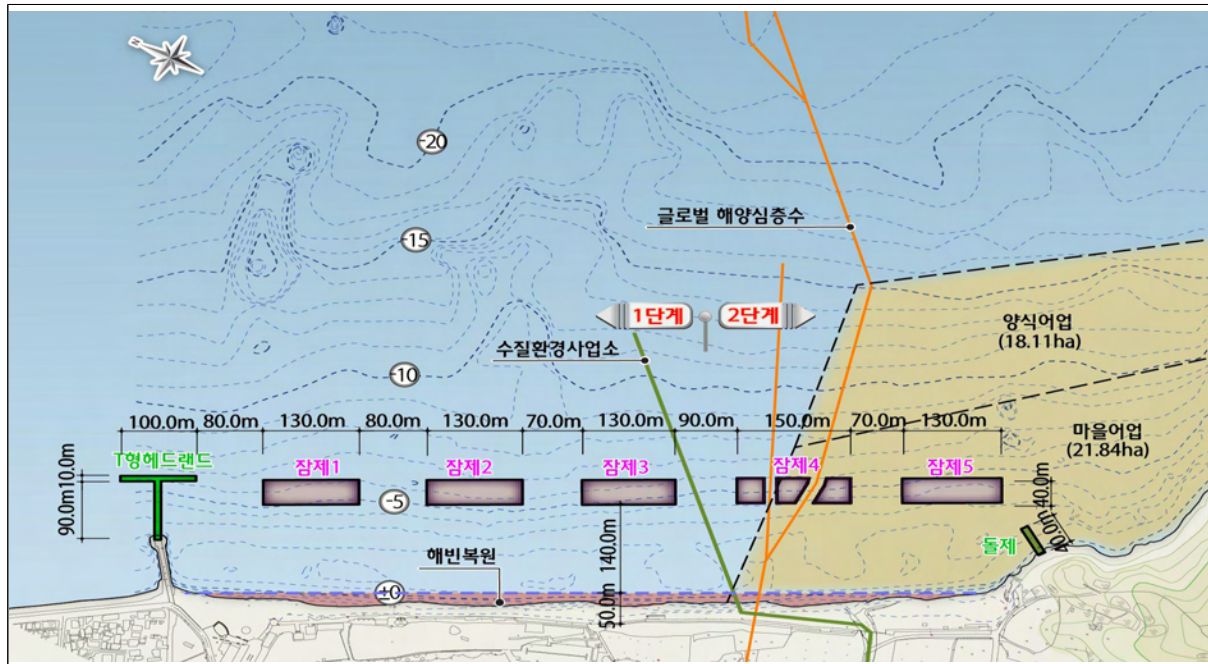 N
-20
글로벌 해양심층수
-15
1단계
2단계
양식어업
(18.11ha)
수질환경사업소
-10
100.0m
80.0m
130.0m
80.0m
130.0m
70.0m
130.0m
90.0m
150.0m
70.0m
130.0m
마을어업
(21.84ha)
T형헤드랜드
잠제1
잠제2
잠제3
잠제4
잠제5
10.0m
90.0m
-5
40.0m
40.0m
돌제
해빈복원
140.0m
±0
50.0m